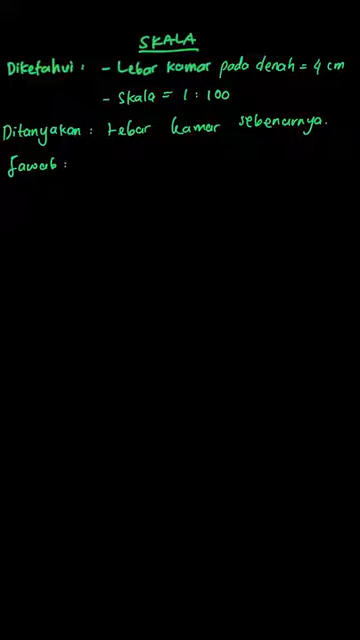 SKALA
Diketahui : - Lebar kamar pada denah = 4 cm
- Skala = 1 : 100
Ditanyakan : Lebar kamar sebenarnya.
Jawab :